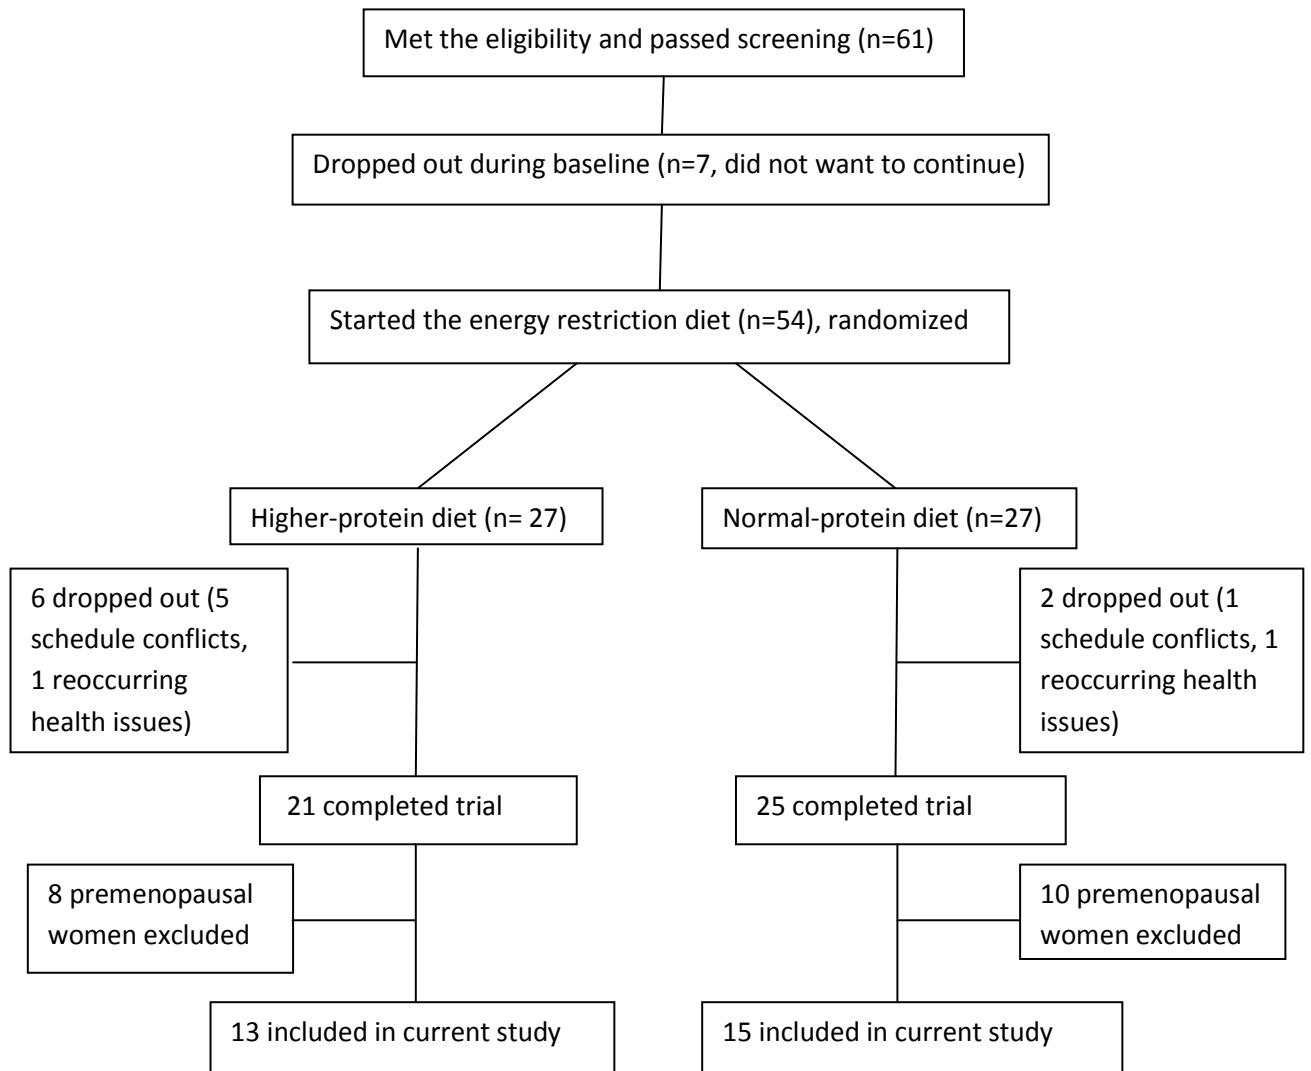 Met the eligibility and passed screening (n=61)
Dropped out during baseline (n=7, did not want to continue)
Started the energy restriction diet (n=54), randomized
Higher-protein diet (n= 27)
Normal-protein diet (n=27)
6 dropped out (5
schedule conflicts,
1 reoccurring
health issues)
2 dropped out (1
schedule conflicts, 1
reoccurring health
issues)
21 completed trial
25 completed trial
8 premenopausal
women excluded
10 premenopausal
women excluded
13 included in current study
15 included in current study